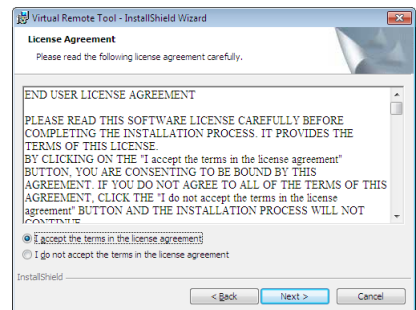 Virtual Remote Tool - InstallShield Wizard
License Agreement
Please read the following license agreement carefully.
END USER LICENSE AGREEMENT
PLEASE READ THIS SOFTWARE LICENSE CAREFULLY BEFORE
COMPLETING THE INSTALLATION PROCESS. IT PROVIDES THE
TERMS OF THIS LICENSE.
BY CLICKING ON THE "I accept the terms in the license agreement"
BUTTON, YOU ARE CONSENTING TO BE BOUND BY THIS
AGREEMENT. IF YOU DO NOT AGREE TO ALL OF THE TERMS OF THIS
AGREEMENT, CLICK THE "I do not accept the terms in the license
agreement" BUTTON AND THE INSTALLATION PROCESS WILL NOT
CONTINUE.
I accept the terms in the license agreement
I do not accept the terms in the license agreement
InstallShield
< Back
Next >
Cancel